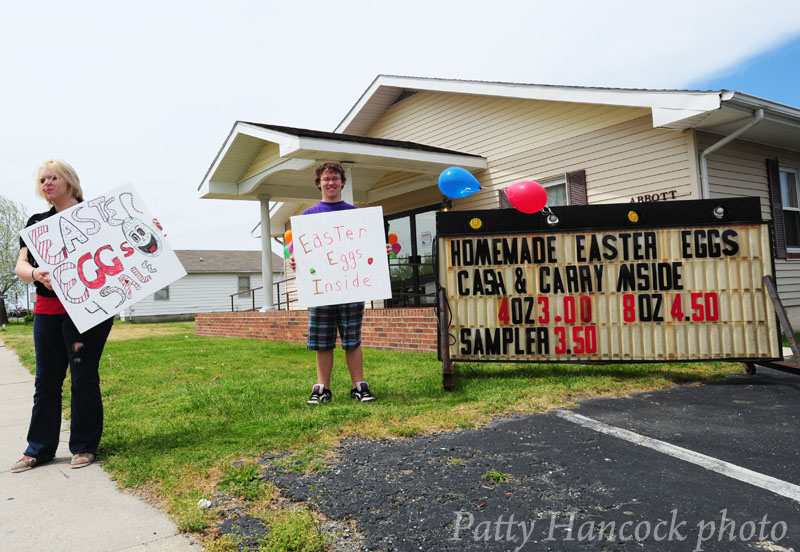 EASTER
EGGS
4 SALE
EasTer
Eggs
Inside
ABBOTT
HOMEMADE EASTER EGGS
CASH & CARRY INSIDE
4OZ 3.00 8OZ 4.50
SAMPLER 3.50
Patty Hancock photo